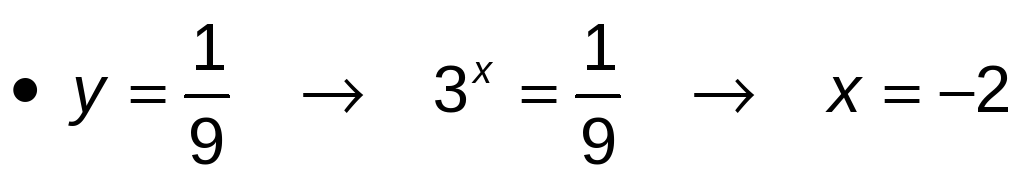 • y = 1/9 → 3^x = 1/9 → x = −2